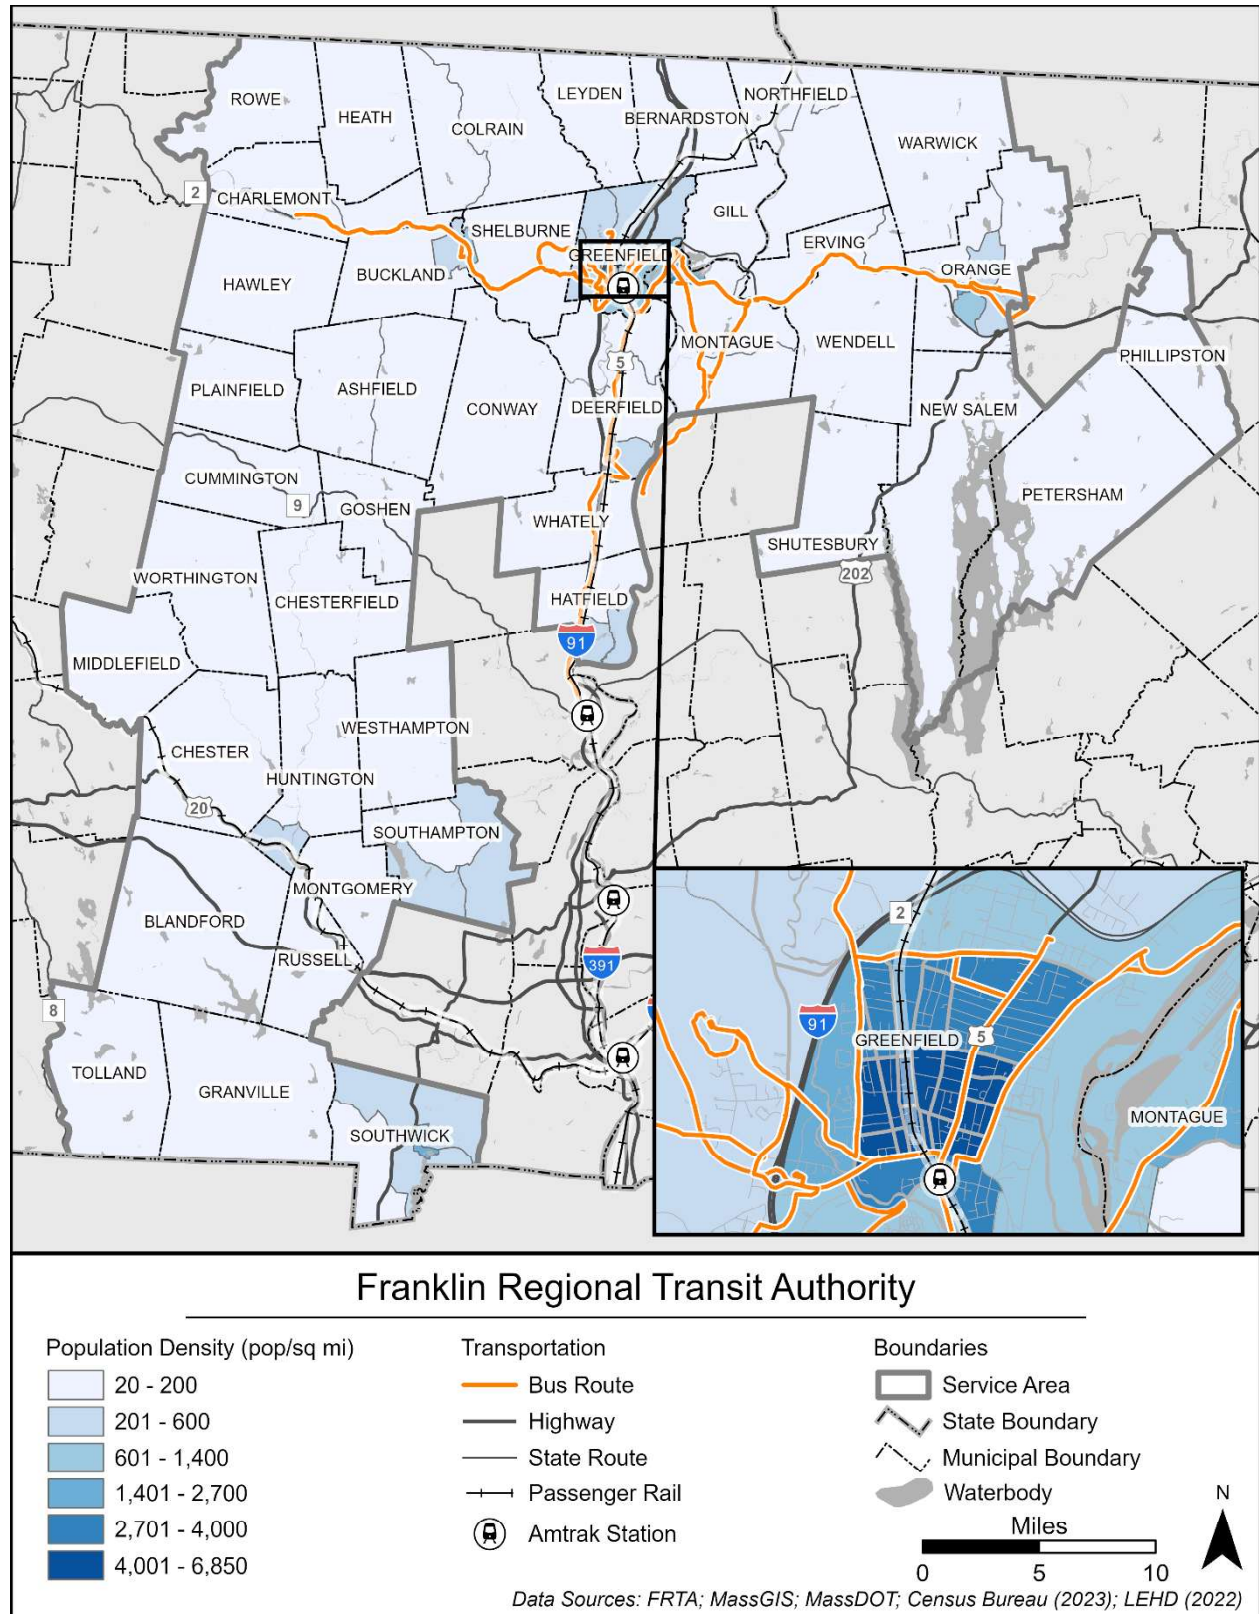 ROWE
HEATH
COLRAIN
LEYDEN
BERNARDSTON
NORTHFIELD
WARWICK
2
CHARLEMONT
SHELBURNE
GILL
ERVING
GREENFIELD
ORANGE
HAWLEY
BUCKLAND
MONTAGUE
WENDELL
PHILLIPSTON
5
PLAINFIELD
ASHFIELD
CONWAY
DEERFIELD
NEW SALEM
CUMMINGTON
9
GOSHEN
WHATELY
PETERSHAM
SHUTESBURY
202
WORTHINGTON
CHESTERFIELD
HATFIELD
91
MIDDLEFIELD
WESTHAMPTON
CHESTER
HUNTINGTON
20
SOUTHAMPTON
MONTGOMERY
BLANDFORD
RUSSELL
391
8
TOLLAND
GRANVILLE
SOUTHWICK
2
91
GREENFIELD
5
MONTAGUE
Franklin Regional Transit Authority
Population Density (pop/sq mi)
20 - 200
201 - 600
601 - 1,400
1,401 - 2,700
2,701 - 4,000
4,001 - 6,850
Transportation
Bus Route
Highway
State Route
Passenger Rail
Amtrak Station
Boundaries
Service Area
State Boundary
Municipal Boundary
Waterbody
Miles
0 5 10
N
Data Sources: FRTA; MassGIS; MassDOT; Census Bureau (2023); LEHD (2022)